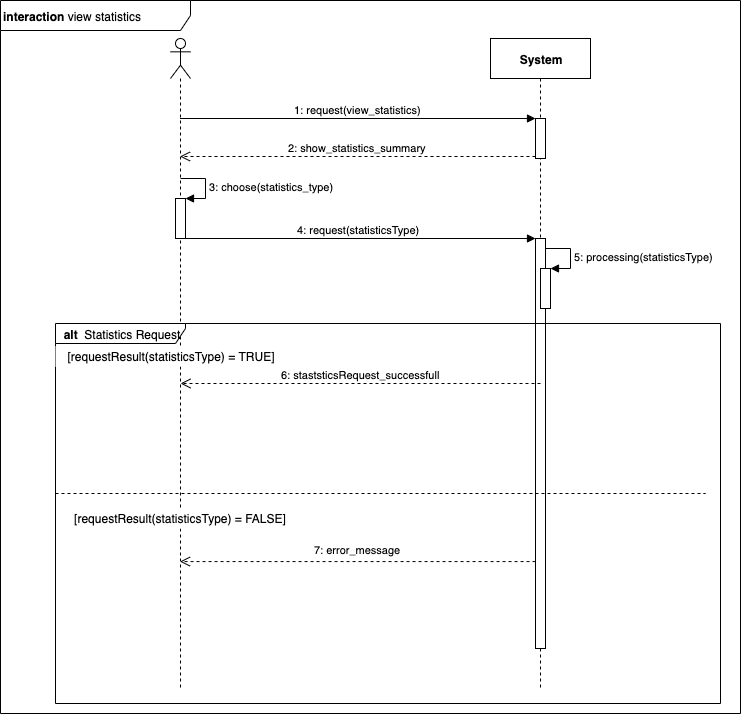 interaction view statistics
System
1: request(view_statistics)
2: show_statistics_summary
3: choose(statistics_type)
4: request(statisticsType)
5: processing(statisticsType)
alt Statistics Request
[requestResult(statisticsType) = TRUE]
6: staststicsRequest_successfull
[requestResult(statisticsType) = FALSE]
7: error_message